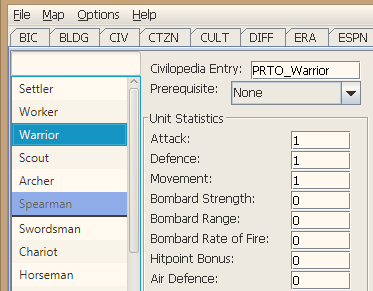 File Map Options Help
BIC BLDG CIV CTZN CULT DIFF ERA ESPN
Civilopedia Entry: PRTO_Warrior
Prerequisite: None
Settler
Worker
Warrior
Scout
Archer
Spearman
Swordsman
Chariot
Horseman
Unit Statistics
Attack: 1
Defence: 1
Movement: 1
Bombard Strength: 0
Bombard Range: 0
Bombard Rate of Fire: 0
Hitpoint Bonus: 0
Air Defence: 0